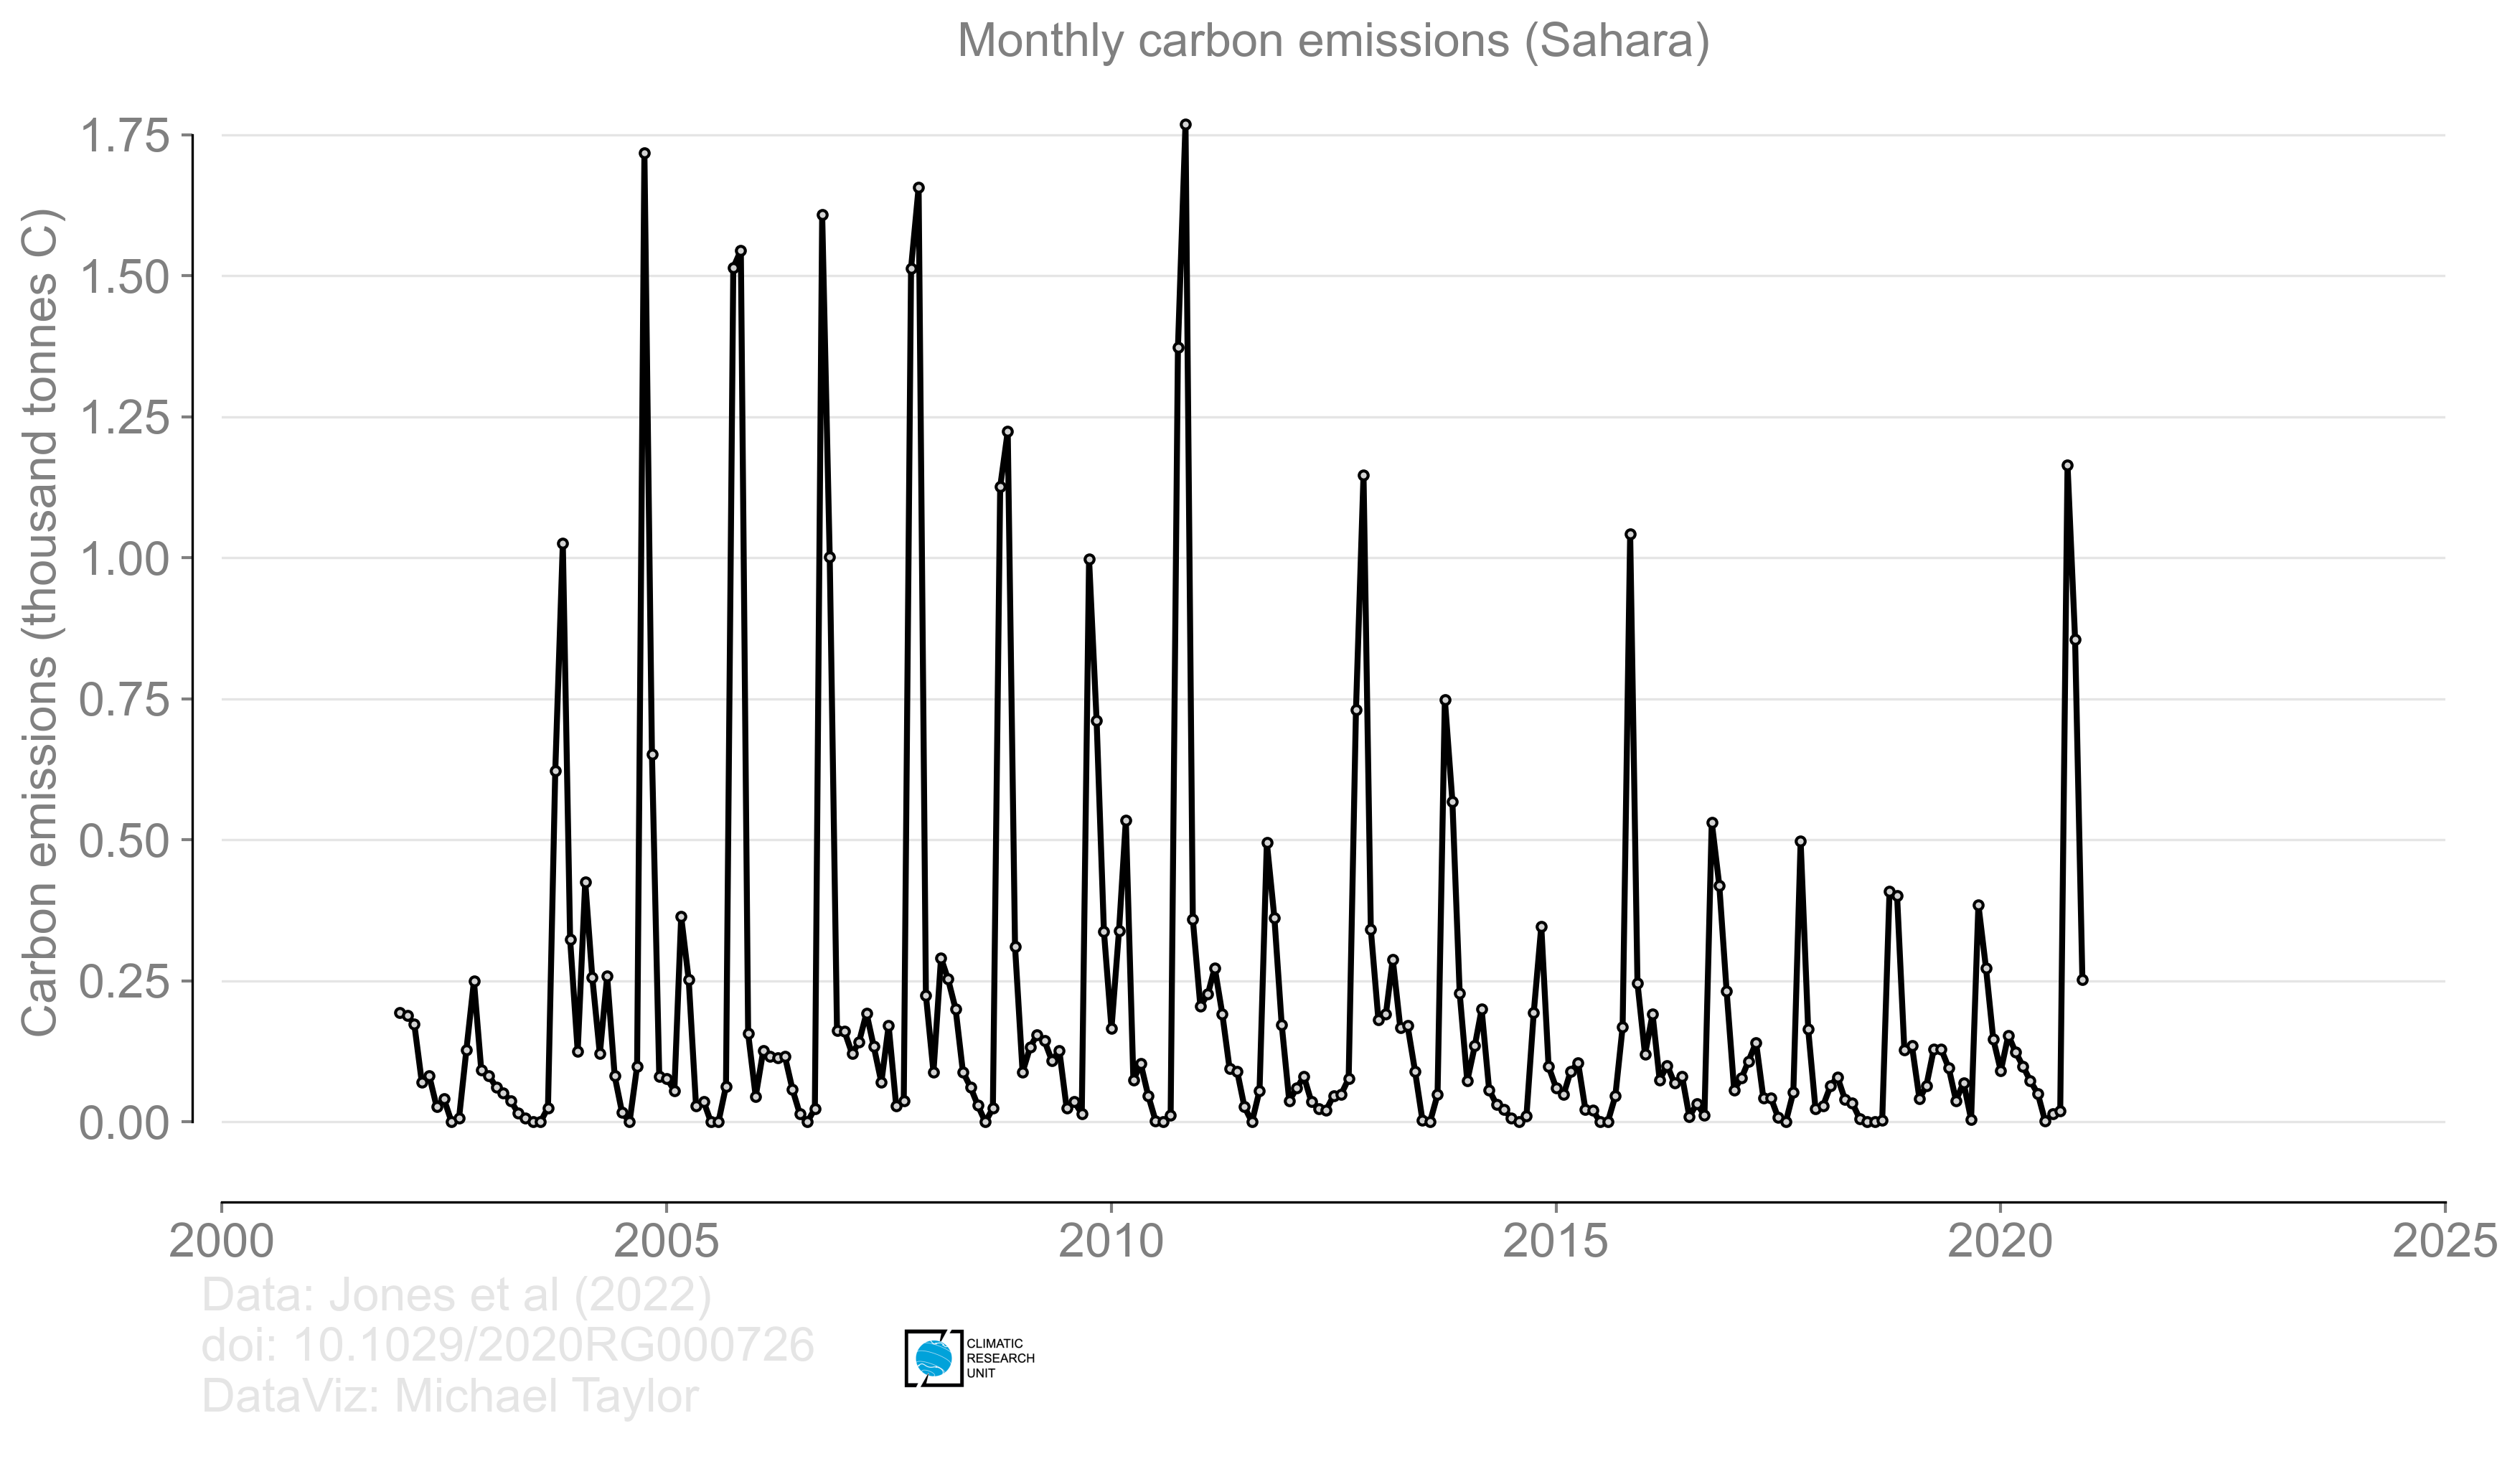 Monthly carbon emissions (Sahara)
Carbon emissions (thousand tonnes C)
1.75
1.50
1.25
1.00
0.75
0.50
0.25
0.00
2000 2005 2010 2015 2020 2025
Data: Jones et al (2022)
doi: 10.1029/2020RG000726
DataViz: Michael Taylor
CLIMATIC
RESEARCH
UNIT